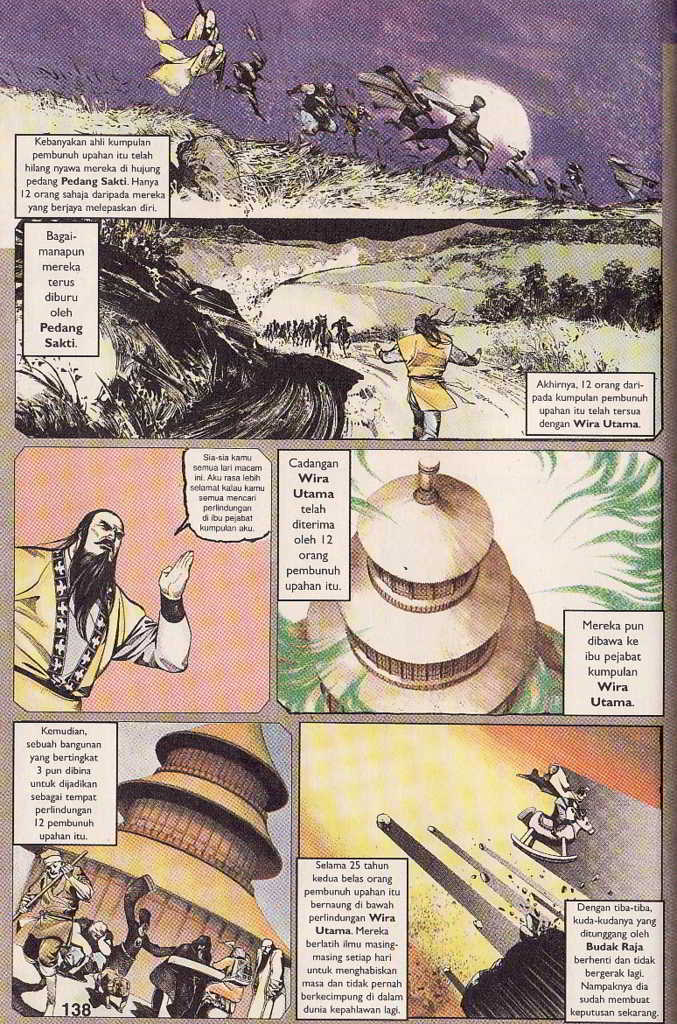 Kebanyakan ahli kumpulan
pembunuh upahan itu telah
hilang nyawa mereka di hujung
pedang Pedang Sakti. Hanya
12 orang sahaja daripada mereka
yang berjaya melepaskan diri.
Bagai-
manapun
mereka
terus
diburu
oleh
Pedang
Sakti.
Akhirnya, 12 orang dari-
pada kumpulan pembunuh
upahan itu telah tersua
dengan Wira Utama.
Sia-sia kamu
semua lari macam
ini. Aku rasa lebih
selamat kalau kamu
semua mencari
perlindungan
di ibu pejabat
kumpulan aku.
Cadangan
Wira
Utama
telah
diterima
oleh 12
orang
pembunuh
upahan itu.
Mereka pun
dibawa ke
ibu pejabat
kumpulan
Wira
Utama.
Kemudian,
sebuah bangunan
yang bertingkat
3 pun dibina
untuk dijadikan
sebagai tempat
perlindungan
12 pembunuh
upahan itu.
Selama 25 tahun
kedua belas orang
pembunuh upahan itu
bernaung di bawah
perlindungan Wira
Utama. Mereka
berlatih ilmu masing-
masing setiap hari
untuk menghabiskan
masa dan tidak pernah
berkecimpung di dalam
dunia kepahlawan lagi.
Dengan tiba-tiba,
kuda-kudanya yang
ditunggang oleh
Budak Raja
berhenti dan tidak
bergerak lagi.
Nampaknya dia
sudah membuat
keputusan sekarang.
138